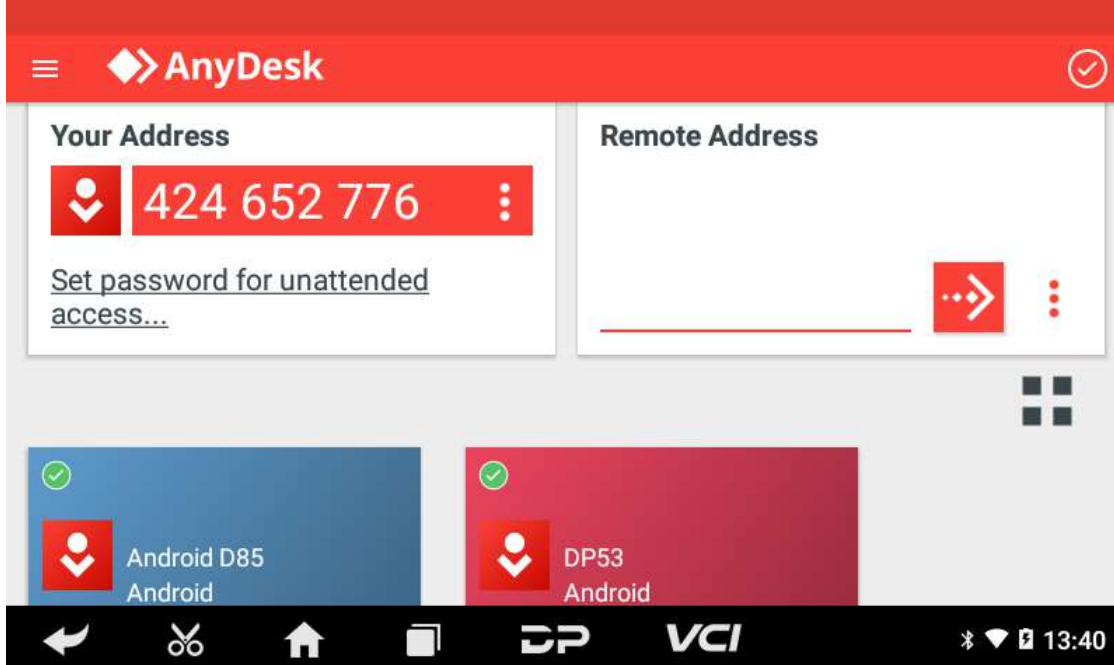 AnyDesk
Your Address
424 652 776
Set password for unattended
access...
Remote Address
Android D85
Android
DP53
Android
DP VCI 13:40